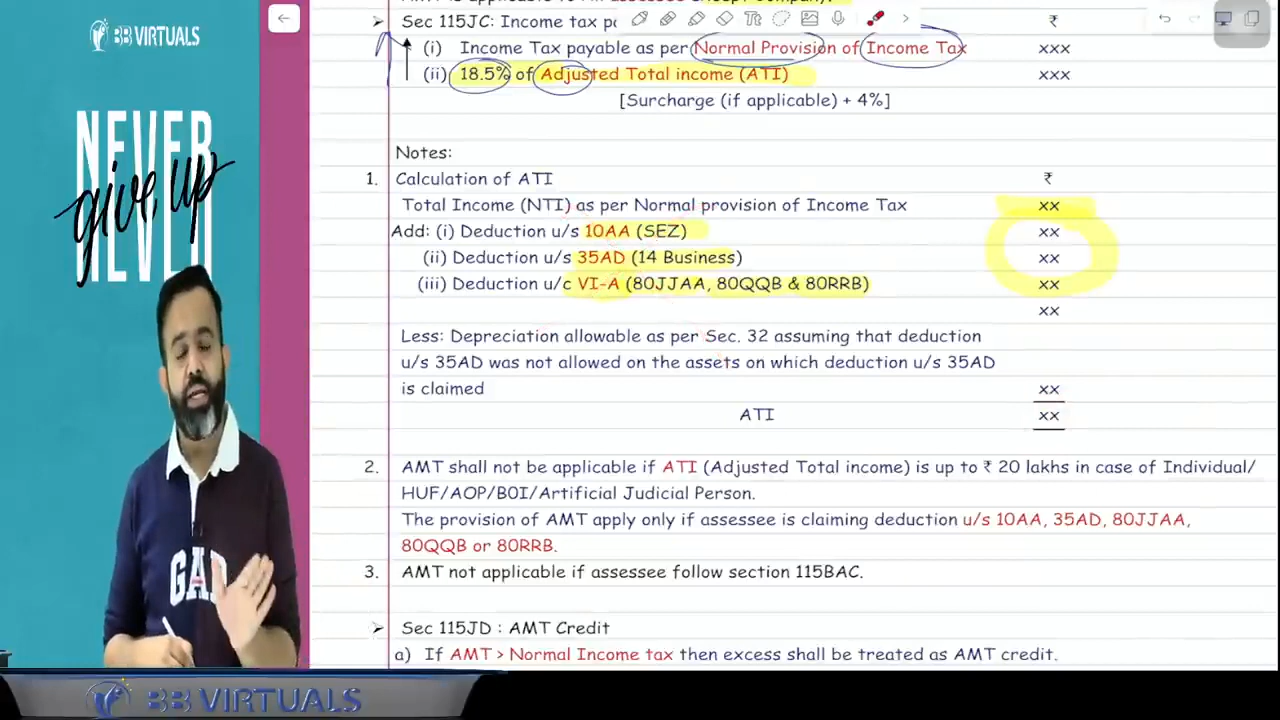 BB VIRTUALS
NEVER
give up
NEVER
GAP
Sec 115JC: Income tax
₹
(i) Income Tax payable as per Normal Provision of Income Tax xxx
(ii) 18.5% of Adjusted Total income (ATI) xxx
[Surcharge (if applicable) + 4%]
Notes:
1. Calculation of ATI ₹
Total Income (NTI) as per Normal provision of Income Tax xx
Add: (i) Deduction u/s 10AA (SEZ) xx
(ii) Deduction u/s 35AD (14 Business) xx
(iii) Deduction u/c VI-A (80JJAA, 80QQB & 80RRB) xx
xx
Less: Depreciation allowable as per Sec. 32 assuming that deduction
u/s 35AD was not allowed on the assets on which deduction u/s 35AD
is claimed xx
ATI xx
2. AMT shall not be applicable if ATI (Adjusted Total income) is up to ₹ 20 lakhs in case of Individual/
HUF/AOP/BOI/Artificial Judicial Person.
The provision of AMT apply only if assessee is claiming deduction u/s 10AA, 35AD, 80JJAA,
80QQB or 80RRB.
3. AMT not applicable if assessee follow section 115BAC.
Sec 115JD : AMT Credit
a) If AMT > Normal Income tax then excess shall be treated as AMT credit.
BB VIRTUALS